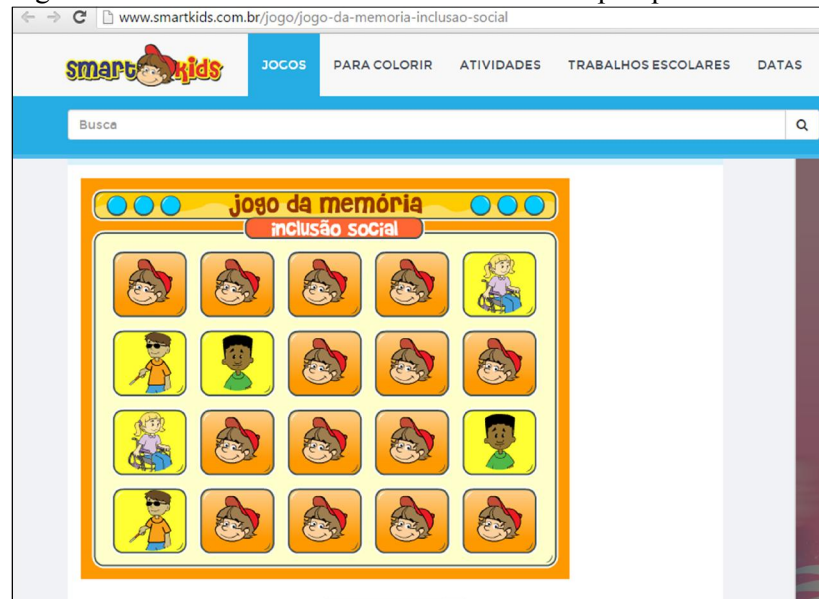 www.smartkids.com.br/jogo/jogo-da-memoria-inclusao-social
smart kids JOGOS PARA COLORIR ATIVIDADES TRABALHOS ESCOLARES DATAS
Busca
jogo da memória
inclusão social